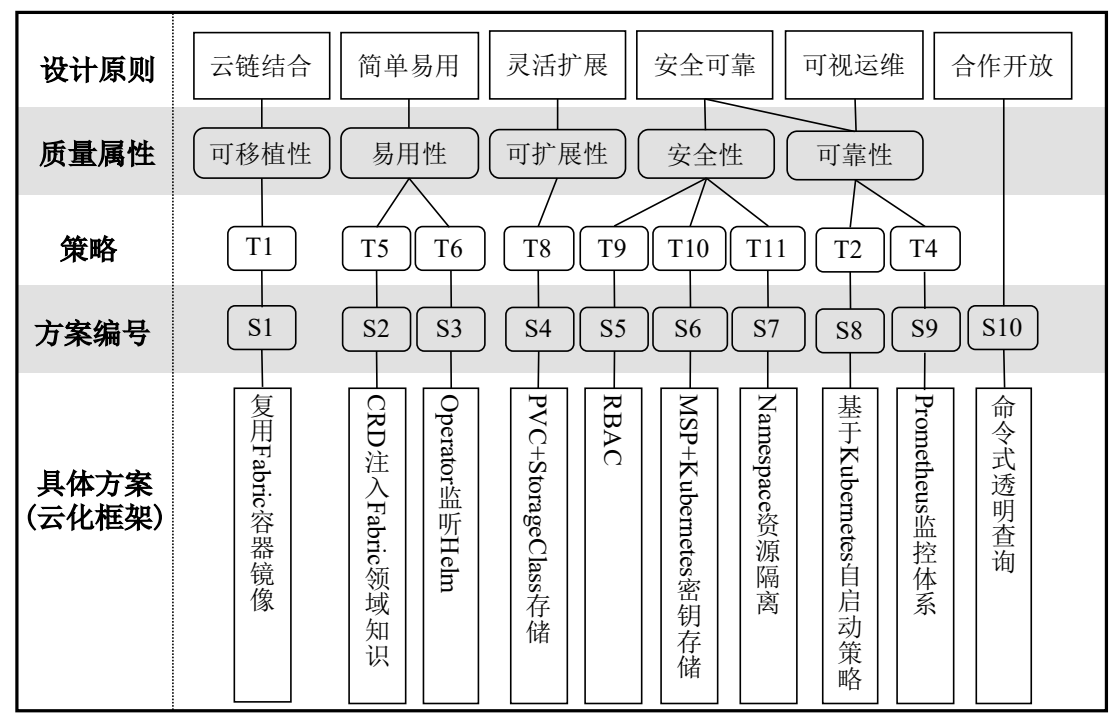 设计原则
云链结合
简单易用
灵活扩展
安全可靠
可视运维
合作开放
质量属性
可移植性
易用性
可扩展性
安全性
可靠性
策略
T1
T5
T6
T8
T9
T10
T11
T2
T4
方案编号
S1
S2
S3
S4
S5
S6
S7
S8
S9
S10
具体方案
(云化框架)
复用Fabric容器镜像
CRD注入Fabric领域知识
Operator监听Helm
PVC+StorageClass存储
RBAC
MSP+Kubernetes密钥存储
Namespace资源隔离
基于Kubernetes自启动策略
Prometheus监控体系
命令式透明查询